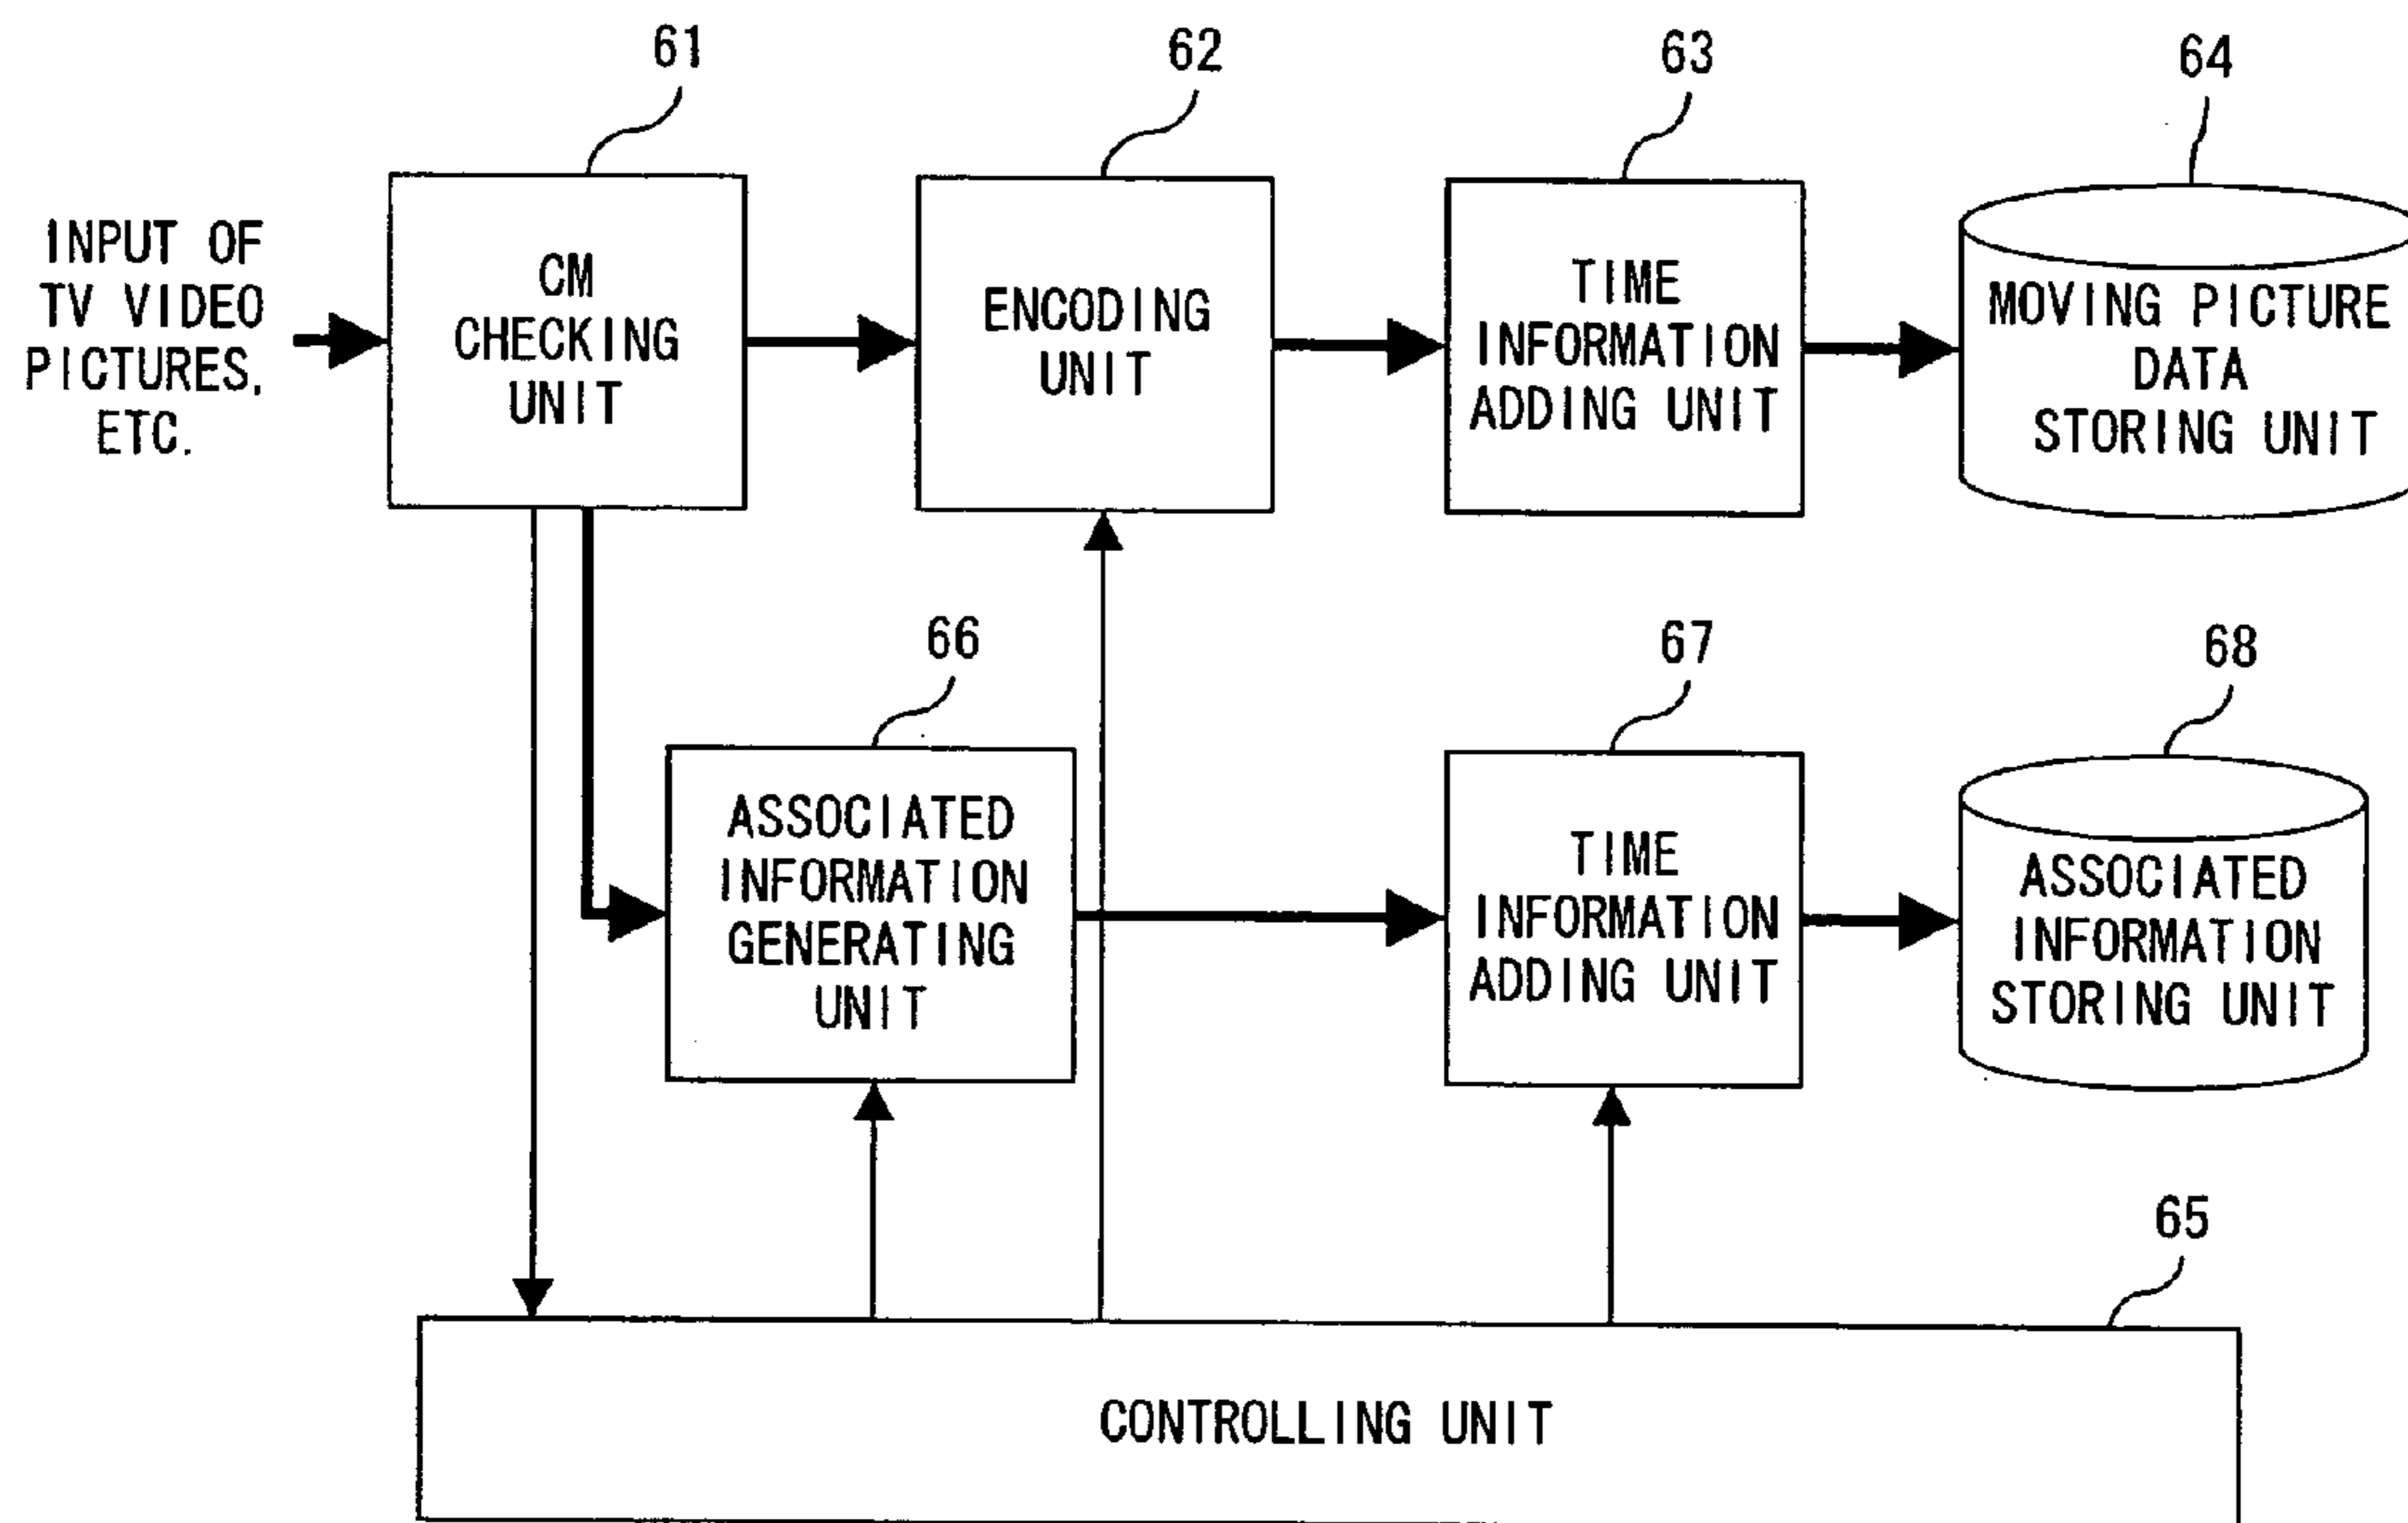 61
62
63
64
INPUT OF
TV VIDEO
PICTURES,
ETC.
CM
CHECKING
UNIT
ENCODING
UNIT
TIME
INFORMATION
ADDING UNIT
MOVING PICTURE
DATA
STORING UNIT
66
67
68
ASSOCIATED
INFORMATION
GENERATING
UNIT
TIME
INFORMATION
ADDING UNIT
ASSOCIATED
INFORMATION
STORING UNIT
65
CONTROLLING UNIT